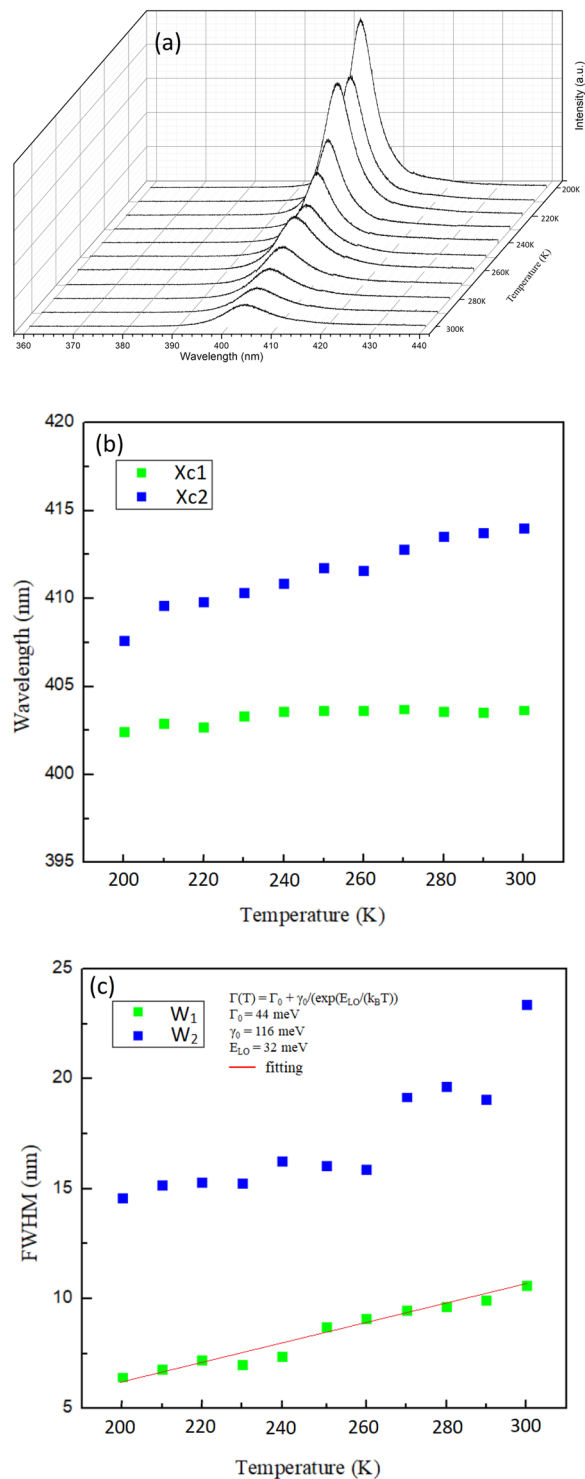 (a)
Intensity (a.u.)
200K
220K
240K
260K
280K
300K
Temperature (K)
360 370 380 390 400 410 420 430 440
Wavelength (nm)
(b)
Xc1
Xc2
420
415
410
405
400
395
Wavelength (nm)
200 220 240 260 280 300
Temperature (K)
(c)
W1
W2
Γ(T) = Γ0 + γ0/(exp(ELO/(kBT))
Γ0 = 44 meV
γ0 = 116 meV
ELO = 32 meV
fitting
25
20
15
10
5
FWHM (nm)
200 220 240 260 280 300
Temperature (K)